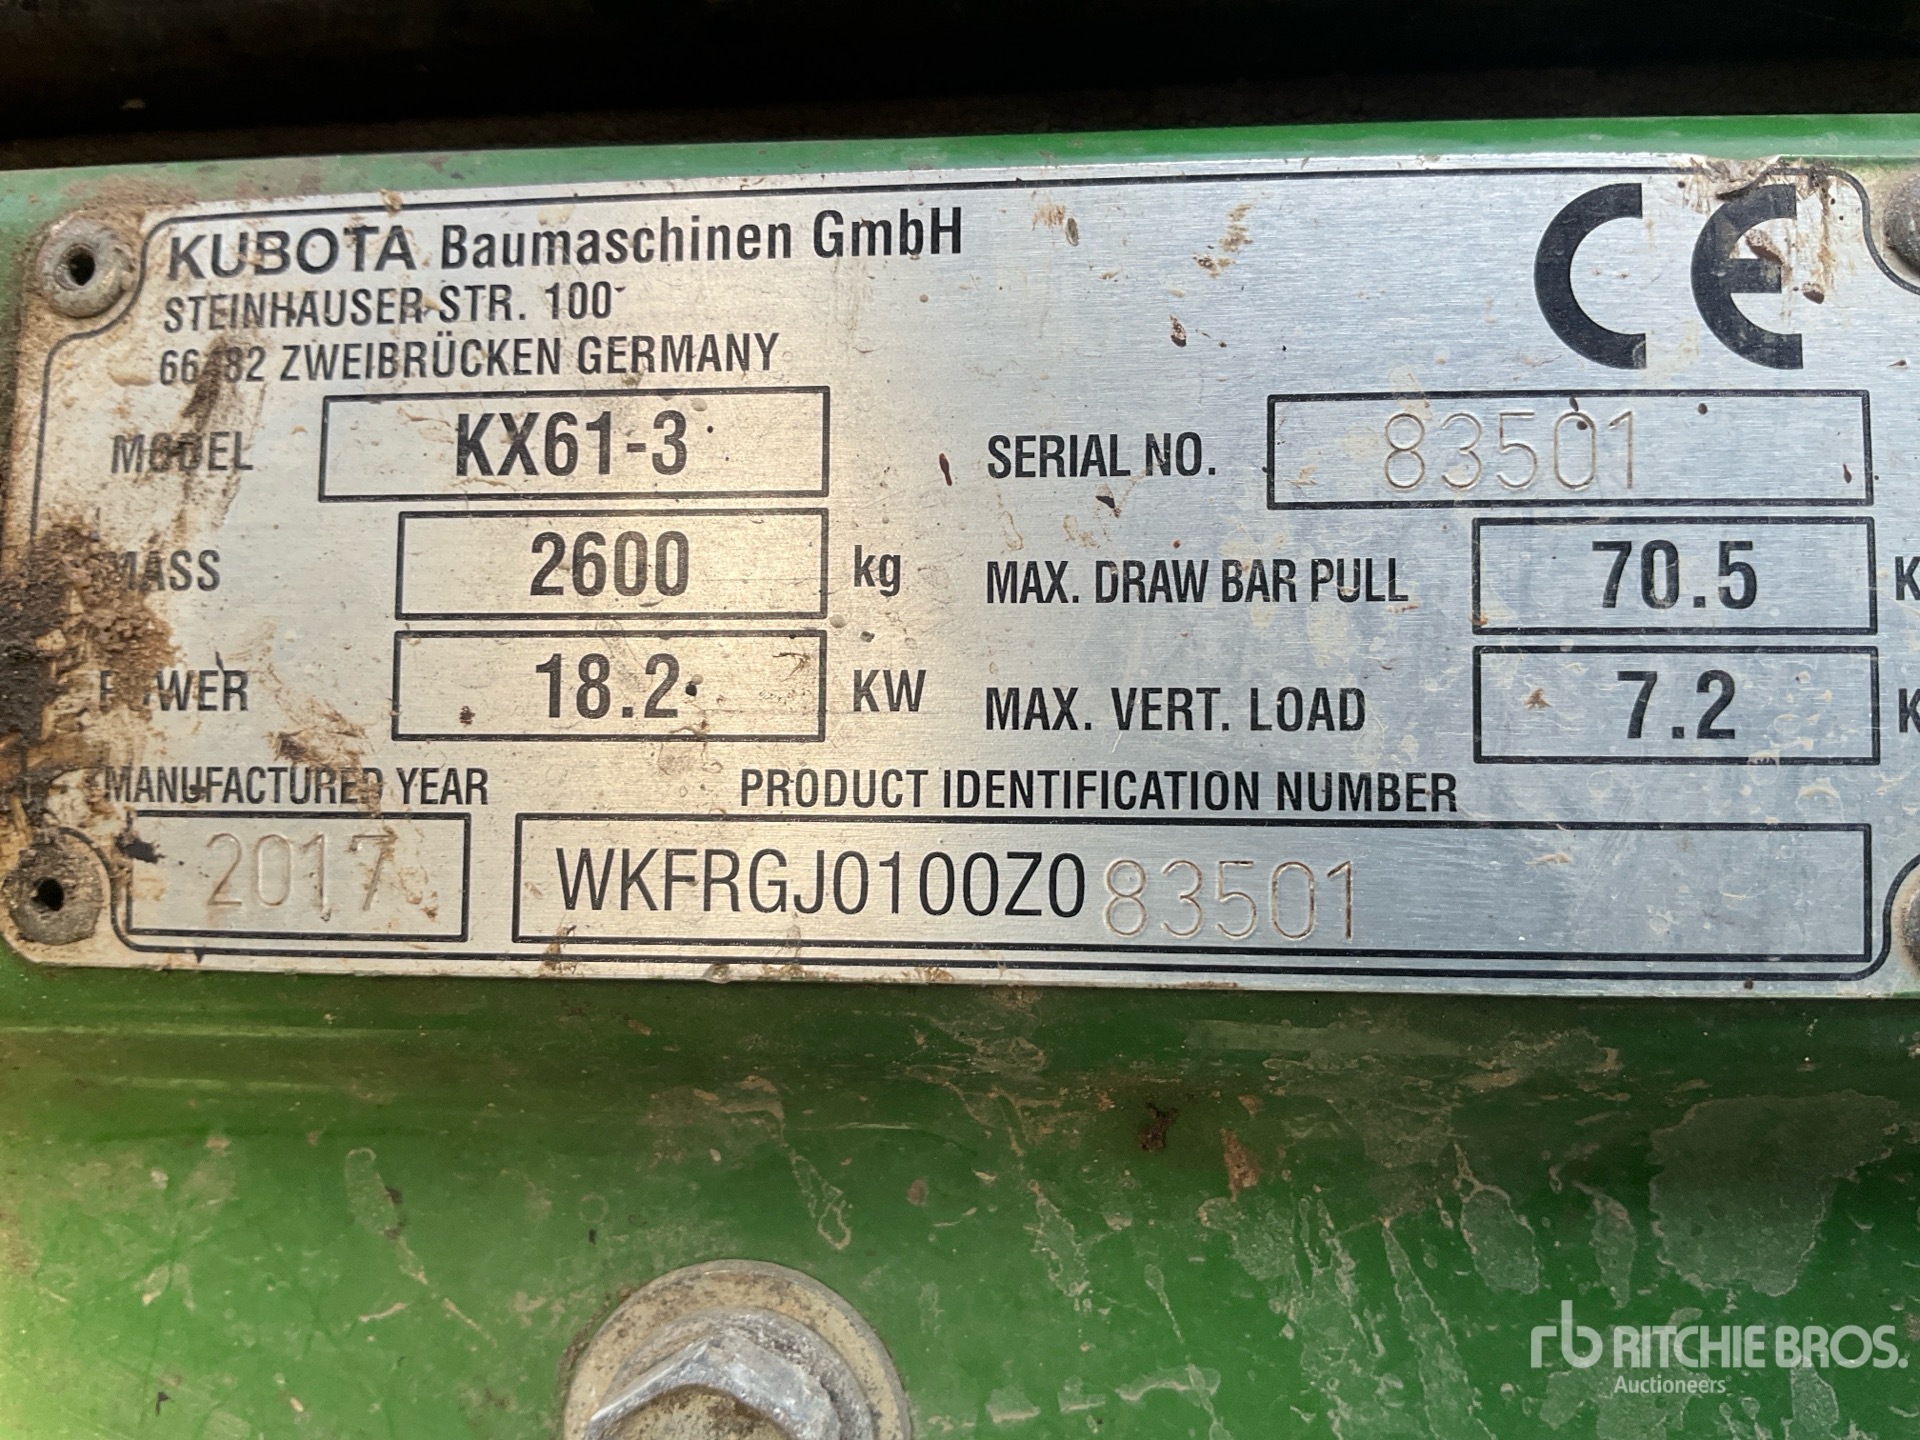 KUBOTA Baumaschinen GmbH
STEINHAUSER STR. 100
66482 ZWEIBRÜCKEN GERMANY
CE
MODEL KX61-3
SERIAL NO. 83501
MASS 2600 kg
MAX. DRAW BAR PULL 70.5 K
POWER 18.2 KW
MAX. VERT. LOAD 7.2 K
MANUFACTURED YEAR
2017
PRODUCT IDENTIFICATION NUMBER
WKFRGJ0100Z083501
rb RITCHIE BROS.
Auctioneers